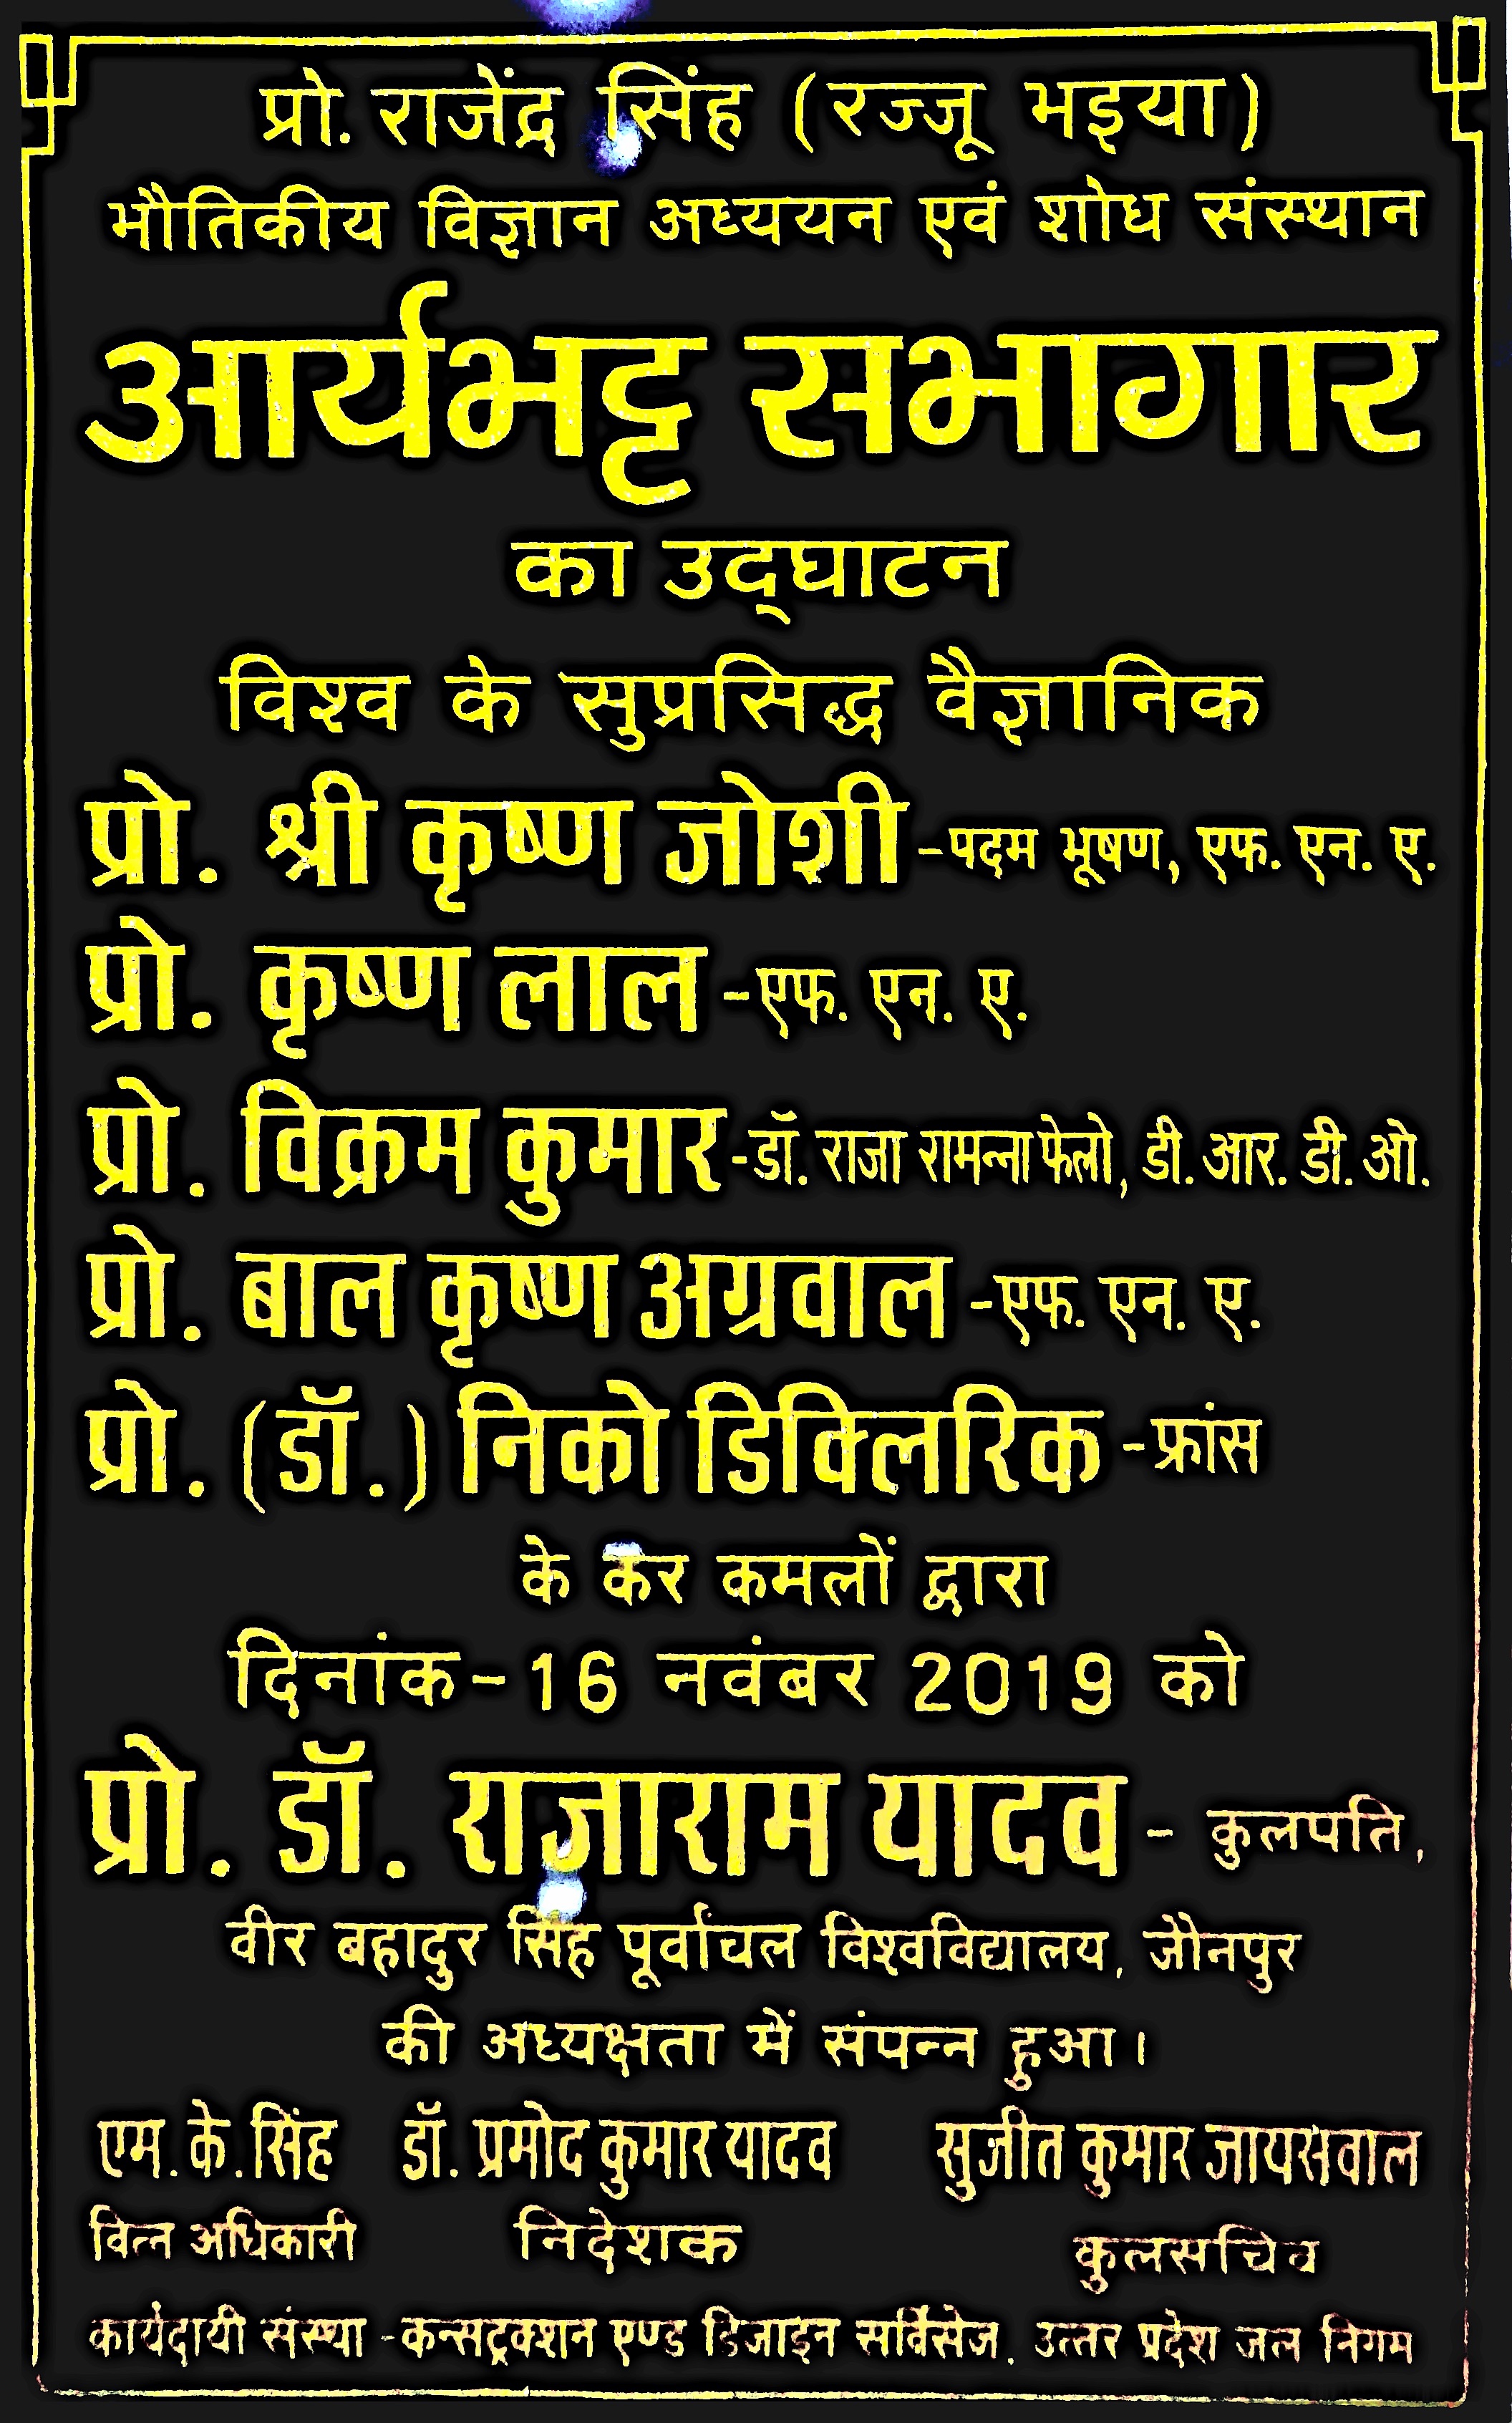 प्रो. राजेंद्र सिंह (रज्जू भइया)
भौतिकीय विज्ञान अध्ययन एवं शोध संस्थान
आर्यभट्ट सभागार
का उद्घाटन
विश्व के सुप्रसिद्ध वैज्ञानिक
प्रो. श्री कृष्ण जोशी -पदम भूषण, एफ. एन. ए.
प्रो. कृष्ण लाल -एफ. एन. ए.
प्रो. विक्रम कुमार -डॉ. राजा रामन्ना फेलो, डी. आर. डी. ओ.
प्रो. बाल कृष्ण अग्रवाल -एफ. एन. ए.
प्रो. (डॉ.) निको डिक्लिरिक -फ्रांस
के कर कमलों द्वारा
दिनांक-16 नवंबर 2019 को
प्रो. डॉ. राजाराम यादव - कुलपति,
वीर बहादुर सिंह पूर्वांचल विश्वविद्यालय, जौनपुर
की अध्यक्षता में संपन्न हुआ।
एम. के. सिंह डॉ. प्रमोद कुमार यादव सुजीत कुमार जायसवाल
वित्त अधिकारी निदेशक कुलसचिव
कार्यदायी संस्था -कन्सट्रक्शन एण्ड डिजाइन सर्विसेज, उत्तर प्रदेश जल निगम